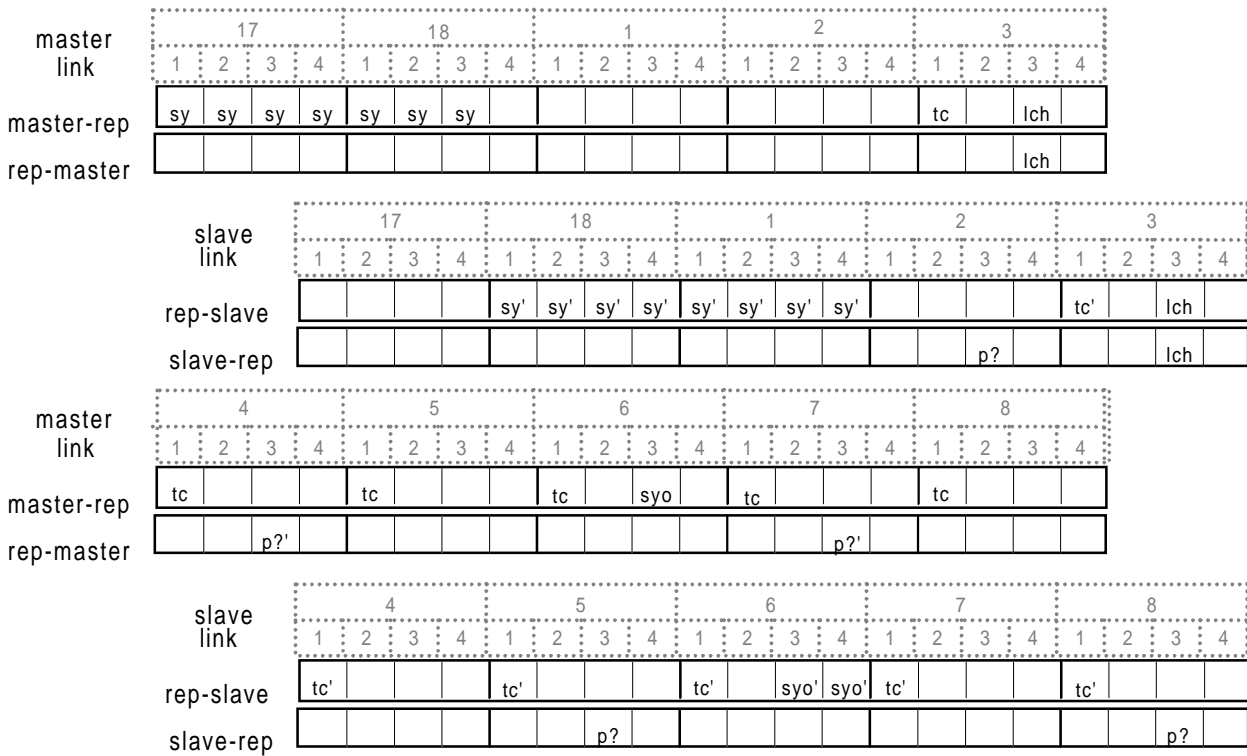 master link 17 18 1 2 3
1 2 3 4 1 2 3 4 1 2 3 4 1 2 3 4 1 2 3 4
master-rep sy sy sy sy sy sy sy tc lch
rep-master lch
slave link 17 18 1 2 3
1 2 3 4 1 2 3 4 1 2 3 4 1 2 3 4 1 2 3 4
rep-slave sy' sy' sy' sy' sy' sy' sy' sy' tc' lch
slave-rep p? lch
master link 4 5 6 7 8
1 2 3 4 1 2 3 4 1 2 3 4 1 2 3 4 1 2 3 4
master-rep tc tc tc syo tc tc
rep-master p?' p?'
slave link 4 5 6 7 8
1 2 3 4 1 2 3 4 1 2 3 4 1 2 3 4 1 2 3 4
rep-slave tc' tc' tc' syo' syo' tc' tc'
slave-rep p? p?